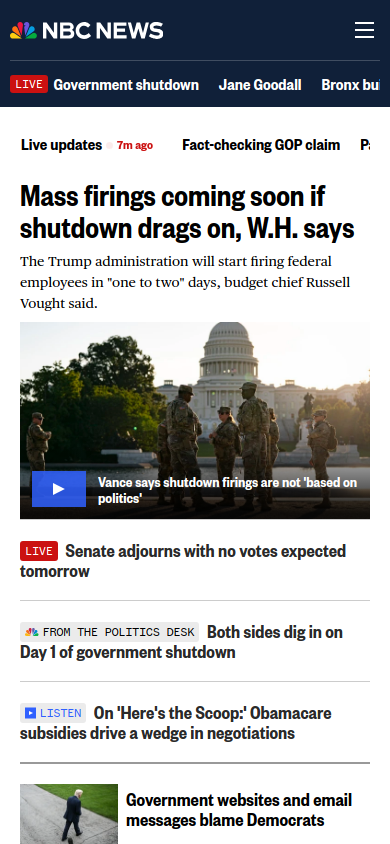 NBC NEWS
LIVE Government shutdown Jane Goodall Bronx
Live updates 7m ago Fact-checking GOP claim
Mass firings coming soon if
shutdown drags on, W.H. says
The Trump administration will start firing federal
employees in "one to two" days, budget chief Russell
Vought said.
Vance says shutdown firings are not 'based on
politics'
LIVE Senate adjourns with no votes expected
tomorrow
FROM THE POLITICS DESK Both sides dig in on
Day 1 of government shutdown
LISTEN On 'Here's the Scoop:' Obamacare
subsidies drive a wedge in negotiations
Government websites and email
messages blame Democrats